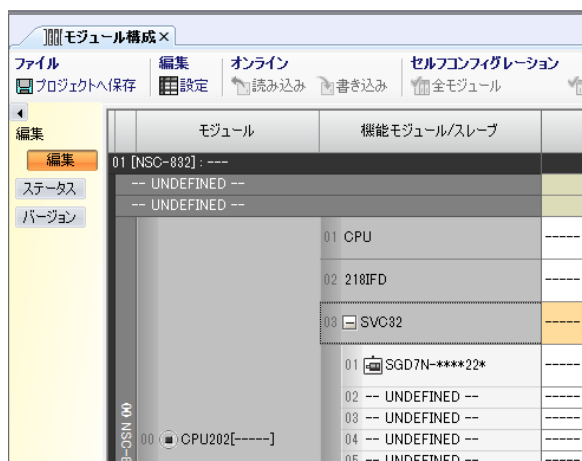 モジュール構成×
ファイル 編集 オンライン セルフコンフィグレーション
プロジェクトへ保存 設定 読み込み 書き込み 全モジュール
編集
編集
ステータス
バージョン
モジュール 機能モジュール/スレーブ
01 [NSC-832] : ---
-- UNDEFINED --
-- UNDEFINED --
01 CPU -----
02 218IFD -----
03 SVC32 -----
01 SGD7N-****22* -----
02 -- UNDEFINED -- -----
03 -- UNDEFINED -- -----
00 CPU202[-----] 04 -- UNDEFINED -- -----
05 -- UNDEFINED -- -----
00 NSC-8